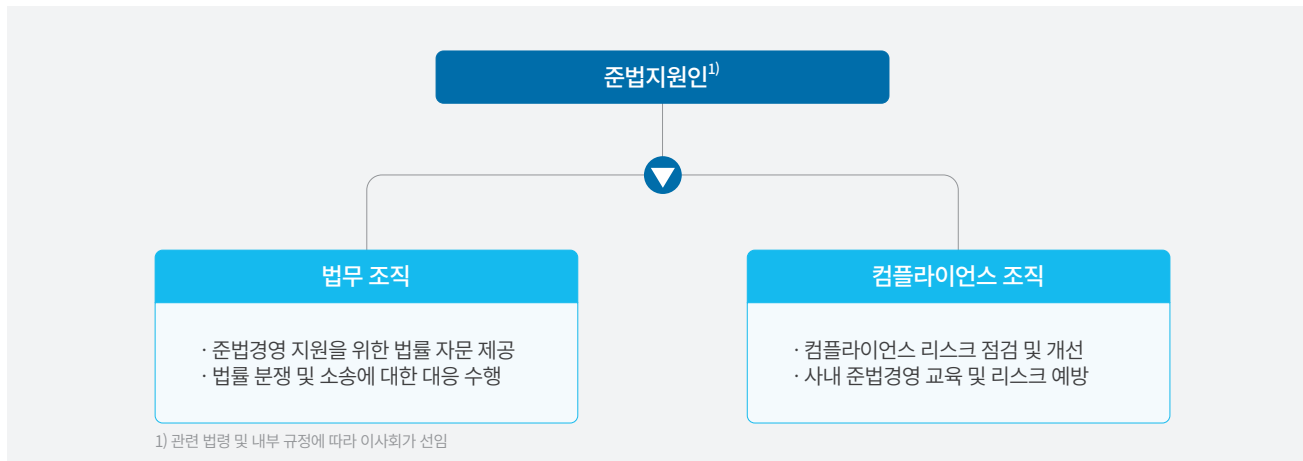 준법지원인1)
법무 조직
· 준법경영 지원을 위한 법률 자문 제공
· 법률 분쟁 및 소송에 대한 대응 수행
컴플라이언스 조직
· 컴플라이언스 리스크 점검 및 개선
· 사내 준법경영 교육 및 리스크 예방
1) 관련 법령 및 내부 규정에 따라 이사회가 선임